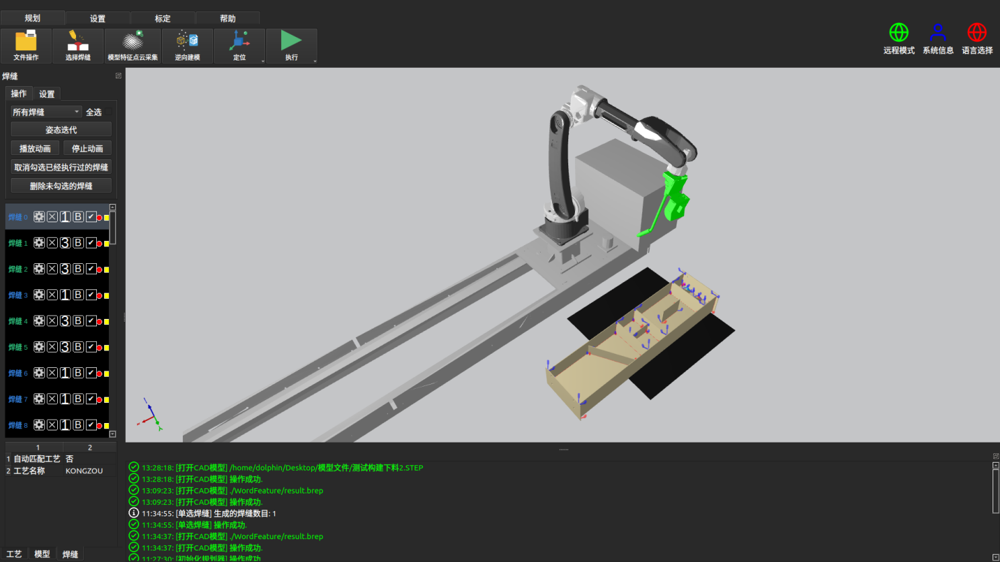 规划 设置 标定 帮助
文件操作 选择焊缝 模型特征点云采集 逆向建模 定位 执行
远程模式 系统信息 语言选择
焊缝
操作 设置
所有焊缝 全选
姿态迭代
播放动画 停止动画
取消勾选已经执行过的焊缝
删除未勾选的焊缝
焊缝 0 1 B
焊缝 1 3 B
焊缝 2 3 B
焊缝 3 1 B
焊缝 4 3 B
焊缝 5 3 B
焊缝 6 1 B
焊缝 7 1 B
焊缝 8 1 B
1 2
1 自动匹配工艺 否
2 工艺名称 KONGZOU
工艺 模型 焊缝
13:28:18: [打开CAD模型] /home/dolphin/Desktop/模型文件/测试构建下料2.STEP
13:28:18: [打开CAD模型] 操作成功.
13:09:23: [打开CAD模型] ./WordFeature/result.brep
13:09:23: [打开CAD模型] 操作成功.
11:34:55: [单选焊缝] 生成的焊缝数目: 1
11:34:55: [单选焊缝] 操作成功.
11:34:37: [打开CAD模型] ./WordFeature/result.brep
11:34:37: [打开CAD模型] 操作成功.
11:27:30: [初始化规划器] 操作成功.